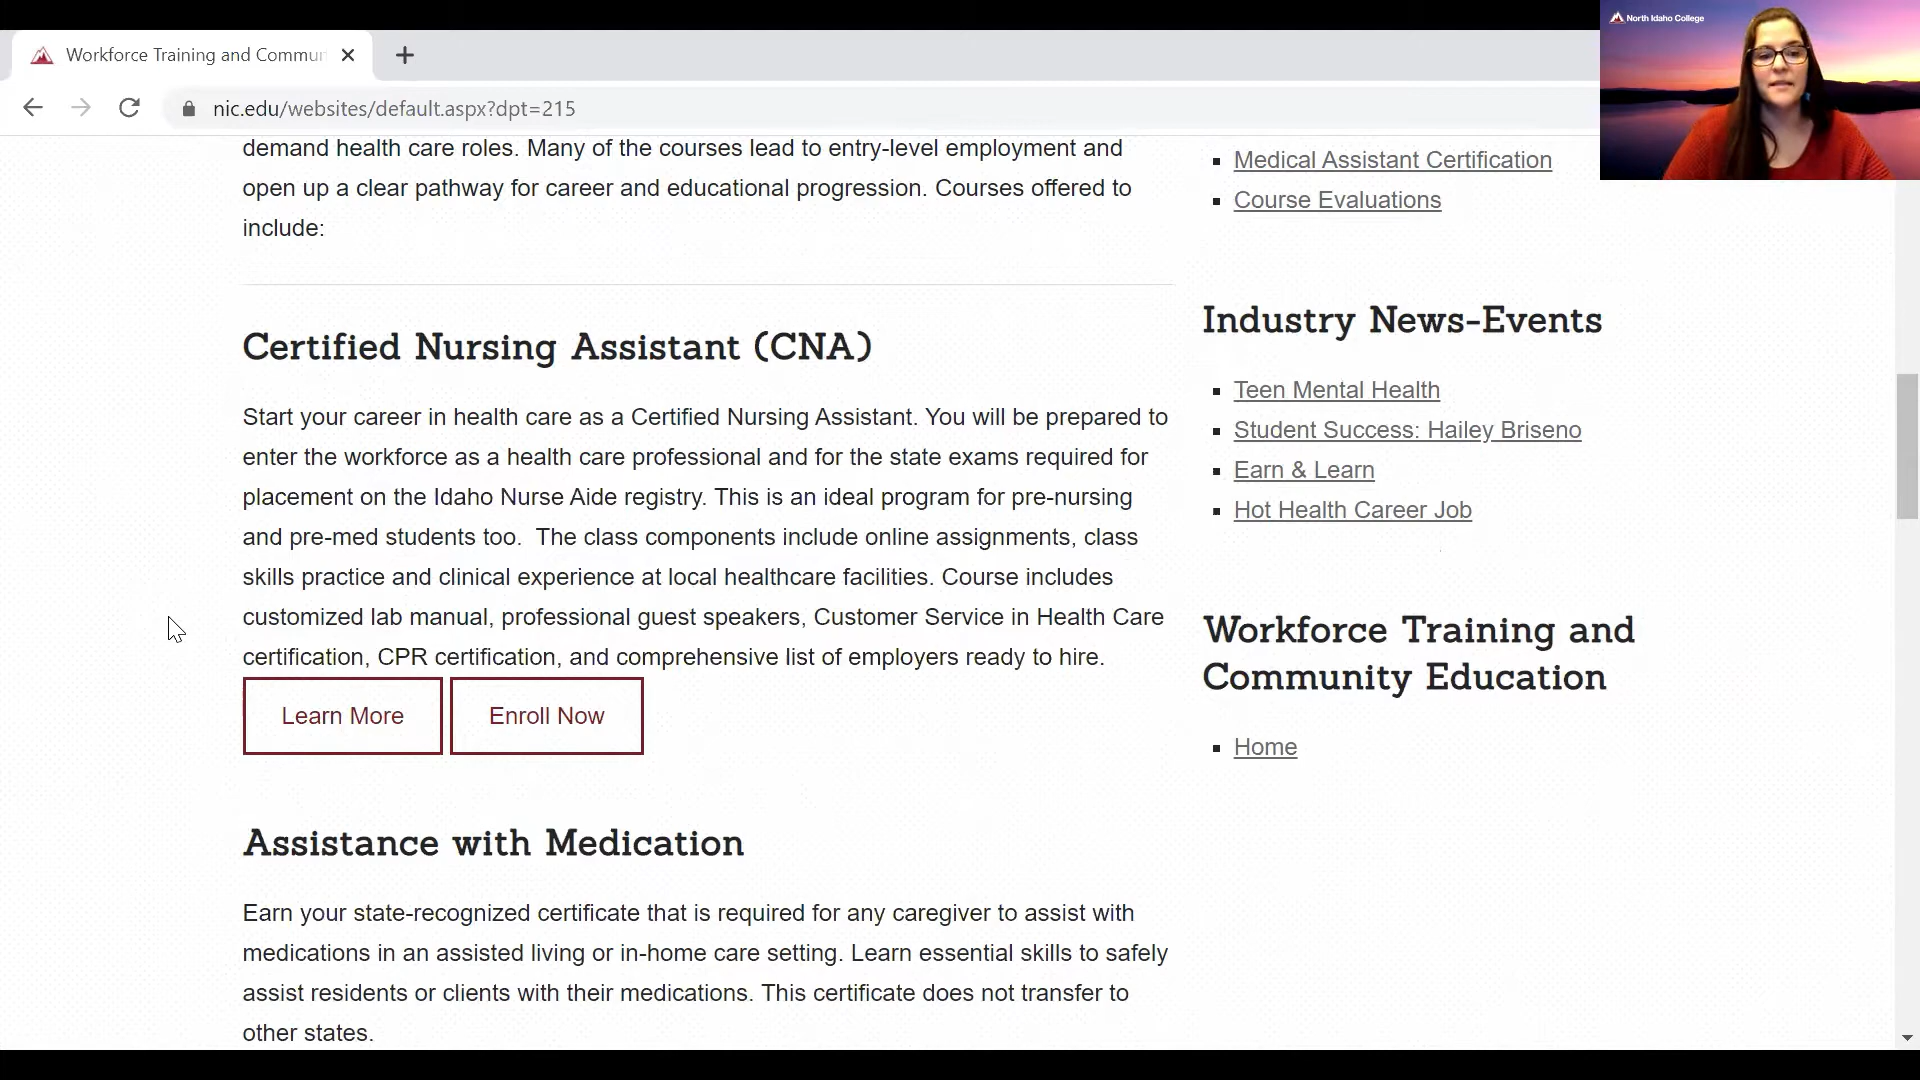 North Idaho College
Workforce Training and Commun
nic.edu/websites/default.aspx?dpt=215
demand health care roles. Many of the courses lead to entry-level employment and
open up a clear pathway for career and educational progression. Courses offered to
include:
Certified Nursing Assistant (CNA)
Start your career in health care as a Certified Nursing Assistant. You will be prepared to
enter the workforce as a health care professional and for the state exams required for
placement on the Idaho Nurse Aide registry. This is an ideal program for pre-nursing
and pre-med students too.  The class components include online assignments, class
skills practice and clinical experience at local healthcare facilities. Course includes
customized lab manual, professional guest speakers, Customer Service in Health Care
certification, CPR certification, and comprehensive list of employers ready to hire.
Learn More
Enroll Now
Assistance with Medication
Earn your state-recognized certificate that is required for any caregiver to assist with
medications in an assisted living or in-home care setting. Learn essential skills to safely
assist residents or clients with their medications. This certificate does not transfer to
other states.
Medical Assistant Certification
Course Evaluations
Industry News-Events
Teen Mental Health
Student Success: Hailey Briseno
Earn & Learn
Hot Health Career Job
Workforce Training and
Community Education
Home